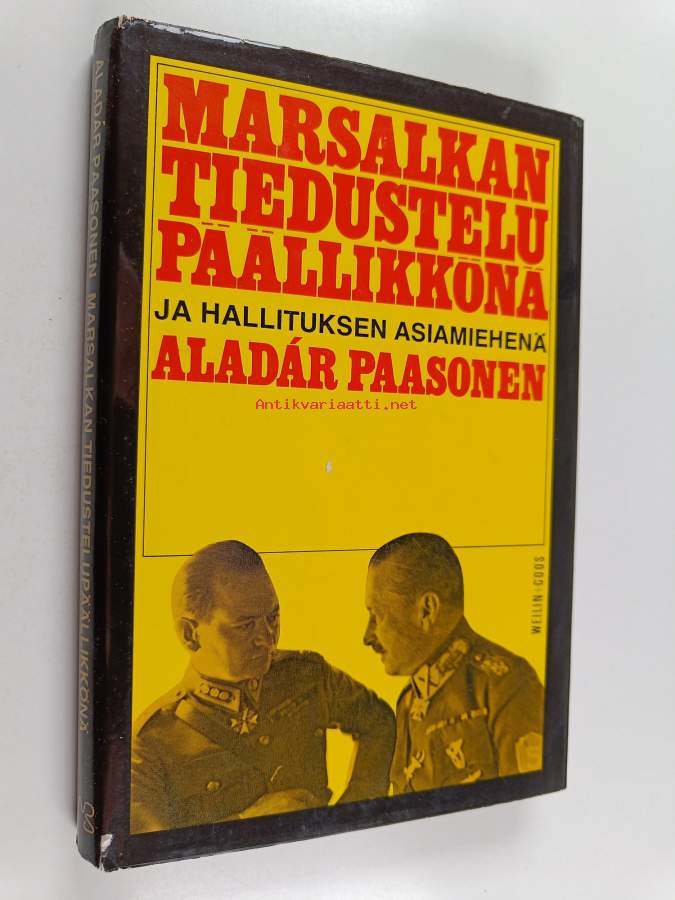 MARSALKAN
TIEDUSTELU
PÄÄLLIKKÖNÄ
JA HALLITUKSEN ASIAMIEHENÄ
ALADÁR PAASONEN
Antikvariaatti.net
WEILIN+GÖÖS
ALADÁR PAASONEN MARSALKAN TIEDUSTELUPÄÄLLIKKÖNÄ